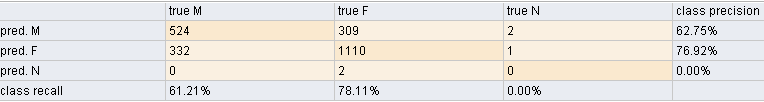 true M true F true N class precision
pred. M 524 309 2 62.75%
pred. F 332 1110 1 76.92%
pred. N 0 2 0 0.00%
class recall 61.21% 78.11% 0.00%